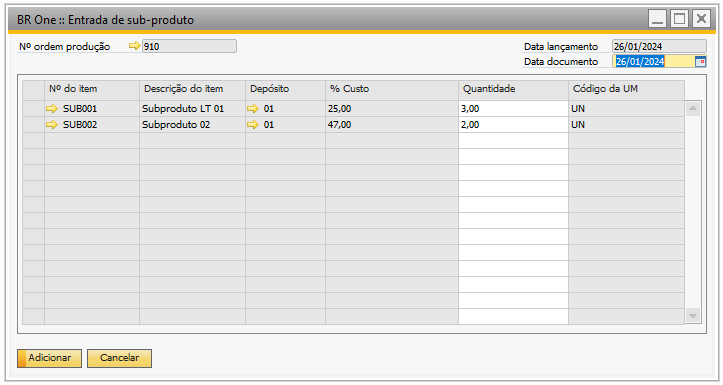 BR One :: Entrada de sub-produto
Nº ordem produção 910 Data lançamento 26/01/2024
Data documento 26/01/2024
Nº do item Descrição do item Depósito % Custo Quantidade Código da UM
SUB001 Subproduto LT 01 01 25,00 3,00 UN
SUB002 Subproduto 02 01 47,00 2,00 UN
Adicionar Cancelar